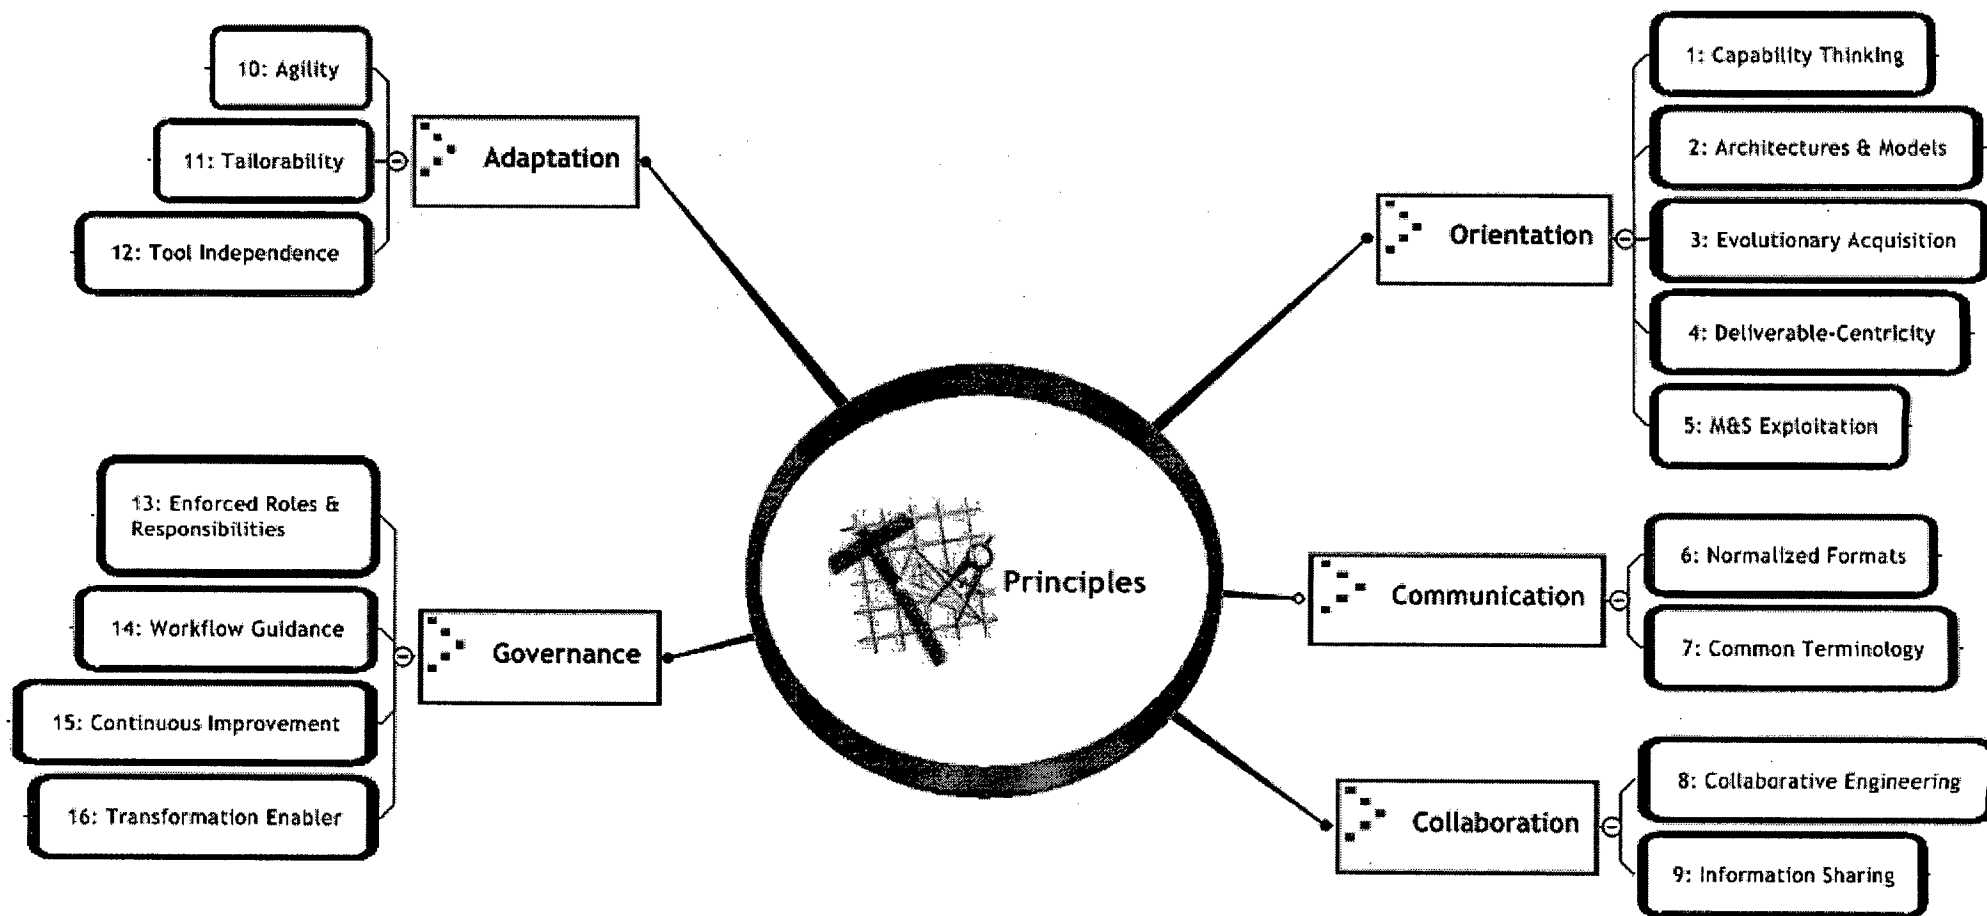 Principles
Orientation
1: Capability Thinking
2: Architectures & Models
3: Evolutionary Acquisition
4: Deliverable-Centricity
5: M&S Exploitation
Communication
6: Normalized Formats
7: Common Terminology
Collaboration
8: Collaborative Engineering
9: Information Sharing
Adaptation
10: Agility
11: Tailorability
12: Tool Independence
Governance
13: Enforced Roles &
Responsibilities
14: Workflow Guidance
15: Continuous Improvement
16: Transformation Enabler